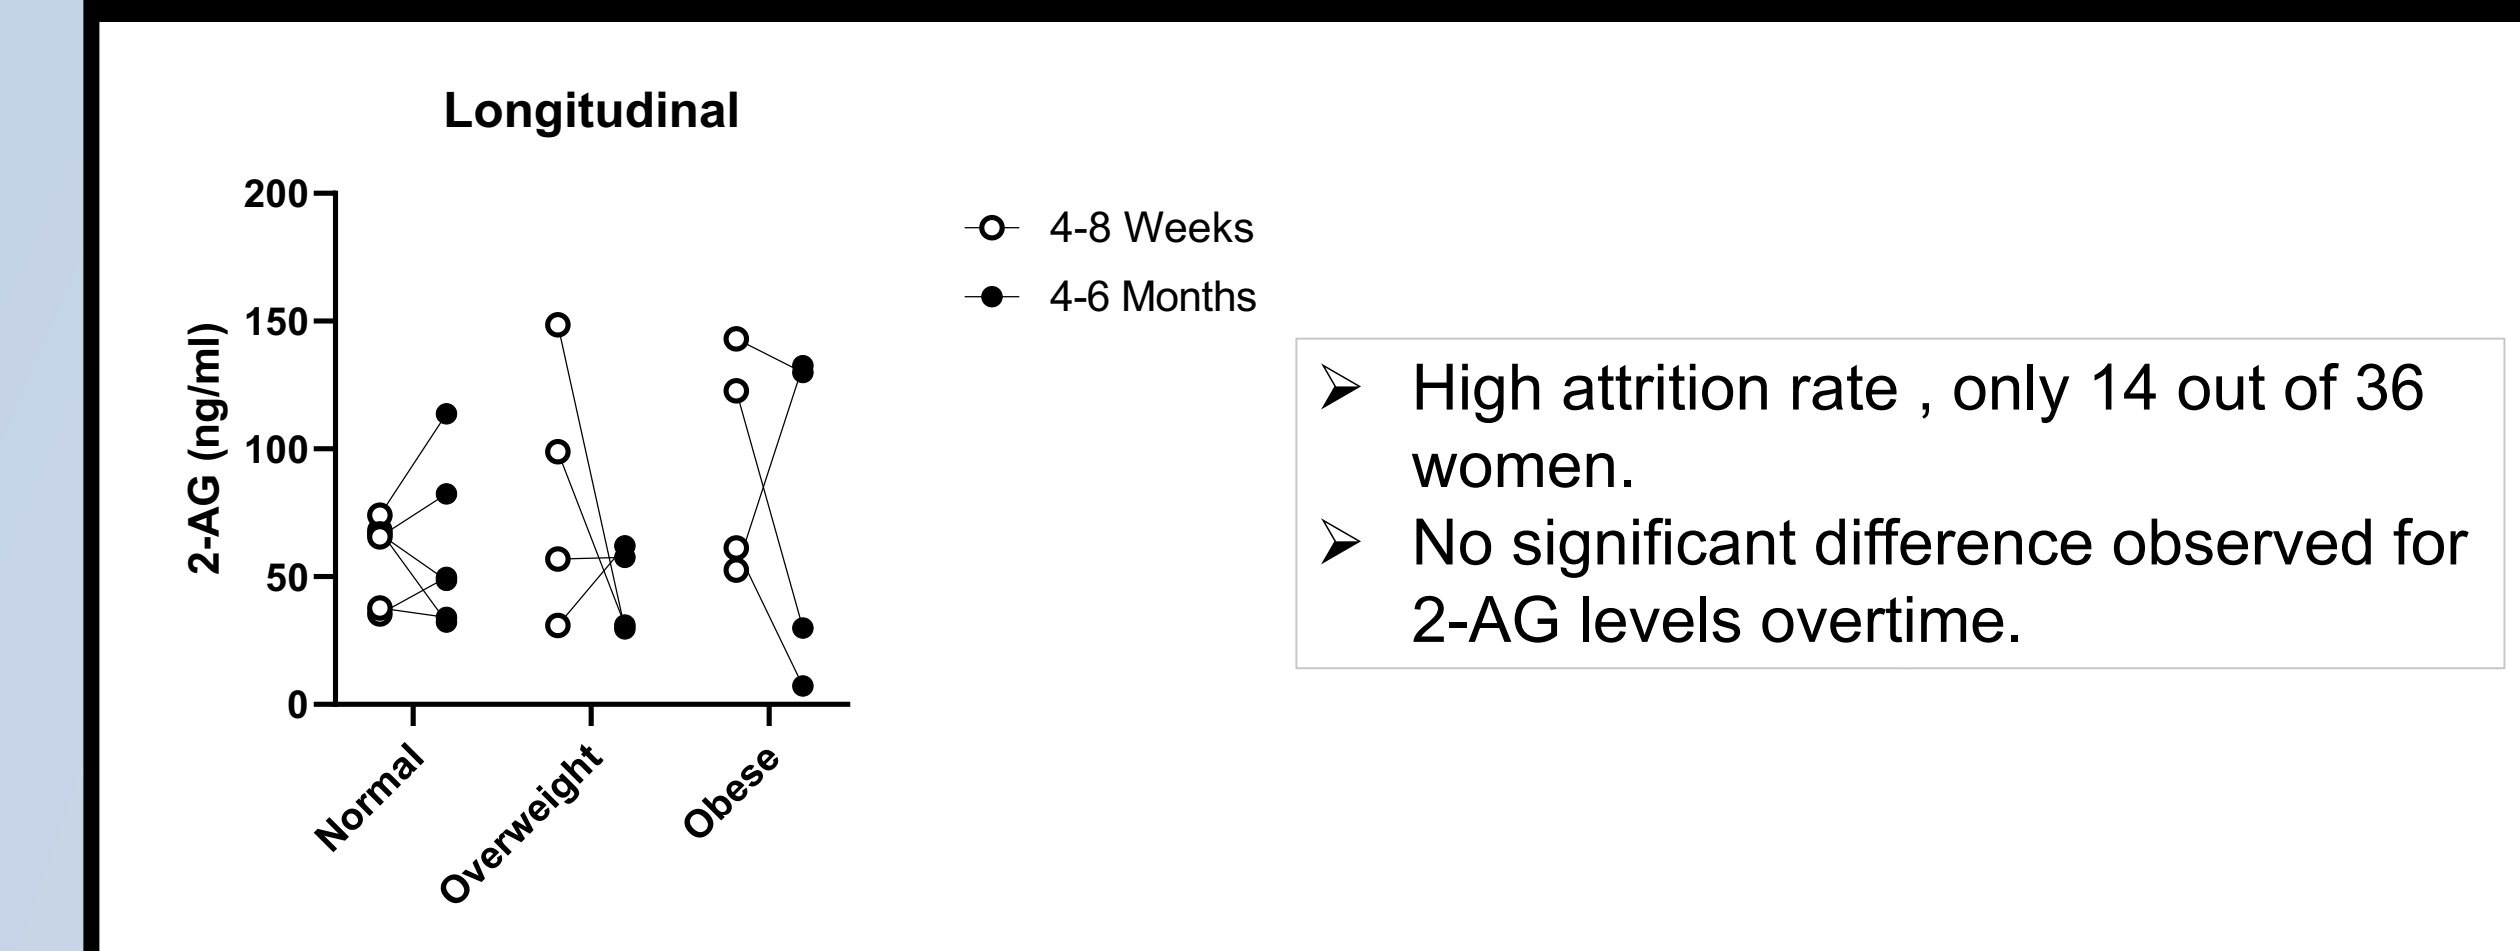 Longitudinal
200
150
100
50
0
2-AG (ng/ml)
Normal
Overweight
Obese
4-8 Weeks
4-6 Months
High attrition rate , only 14 out of 36
women.
No significant difference observed for
2-AG levels overtime.